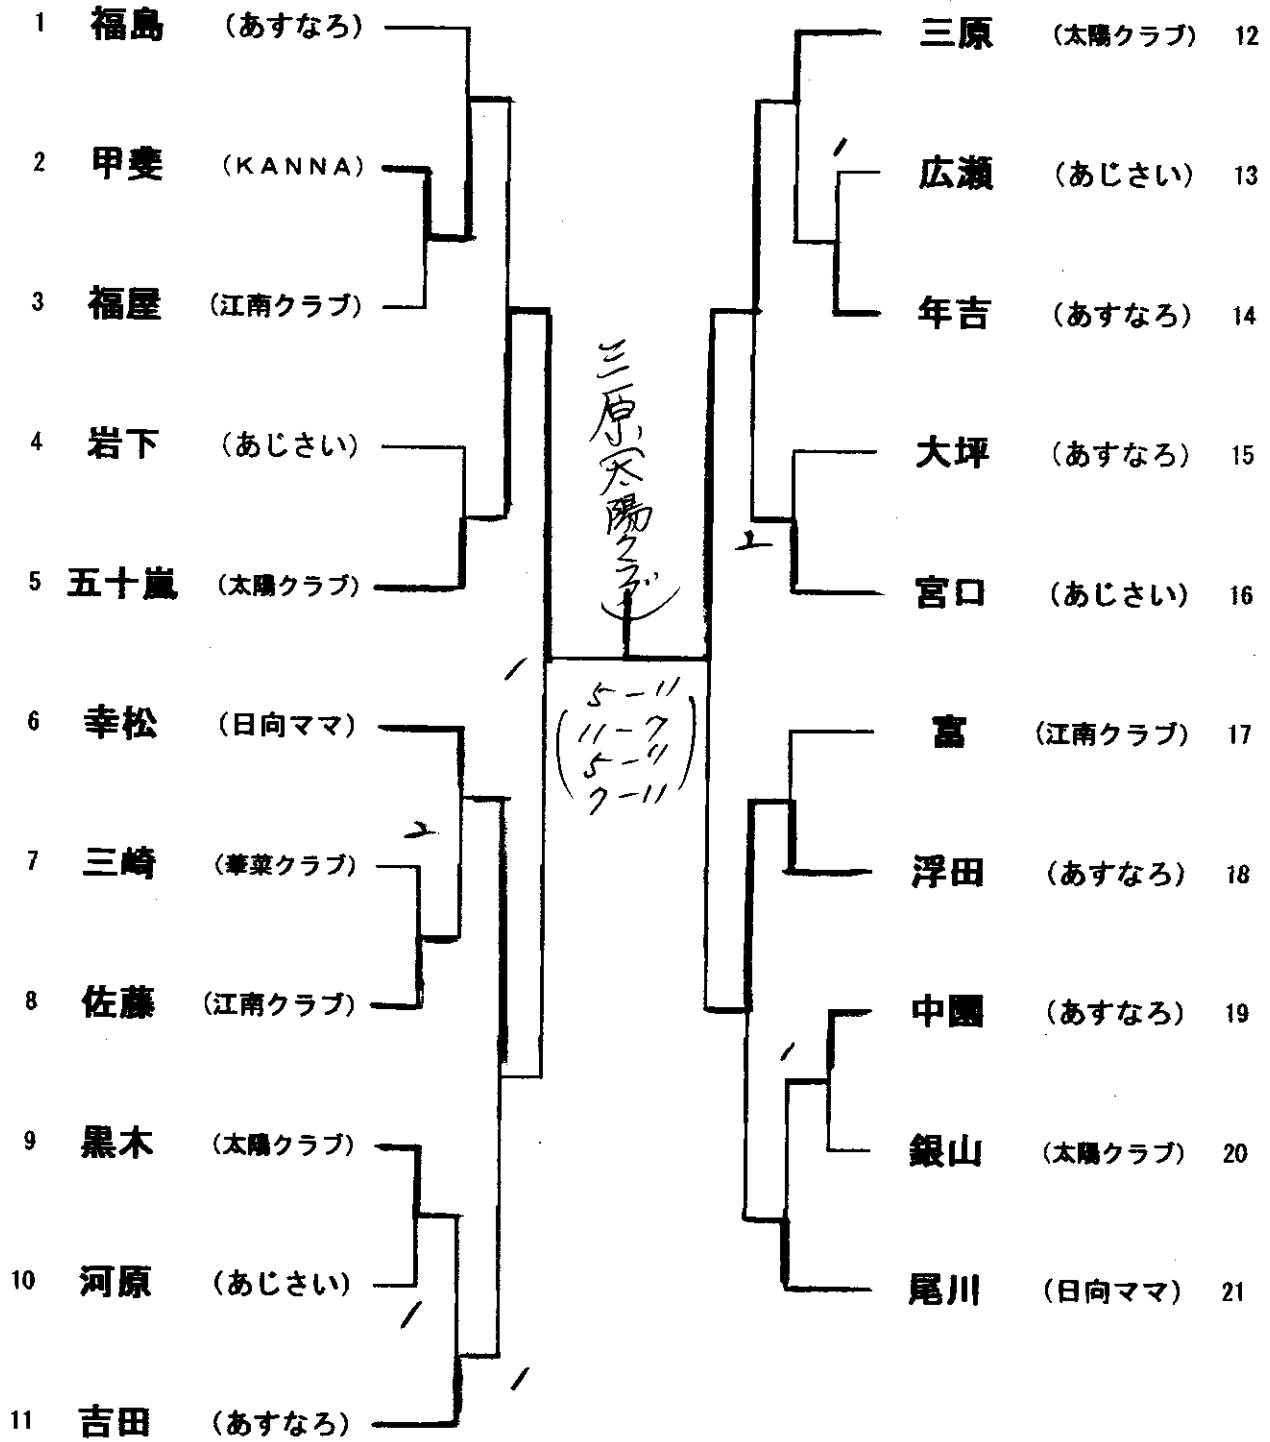 1 福島 (あすなろ)
2 甲斐 (KANNA)
3 福屋 (江南クラブ)
4 岩下 (あじさい)
5 五十嵐 (太陽クラブ)
6 幸松 (日向ママ)
7 三崎 (華菜クラブ)
8 佐藤 (江南クラブ)
9 黒木 (太陽クラブ)
10 河原 (あじさい)
11 吉田 (あすなろ)
三原(太陽クラブ)
5-11
11-7
5-11
7-11
三原 (太陽クラブ) 12
広瀬 (あじさい) 13
年吉 (あすなろ) 14
大坪 (あすなろ) 15
宮口 (あじさい) 16
富 (江南クラブ) 17
浮田 (あすなろ) 18
中園 (あすなろ) 19
銀山 (太陽クラブ) 20
尾川 (日向ママ) 21
1
1
2
1
1
1
1